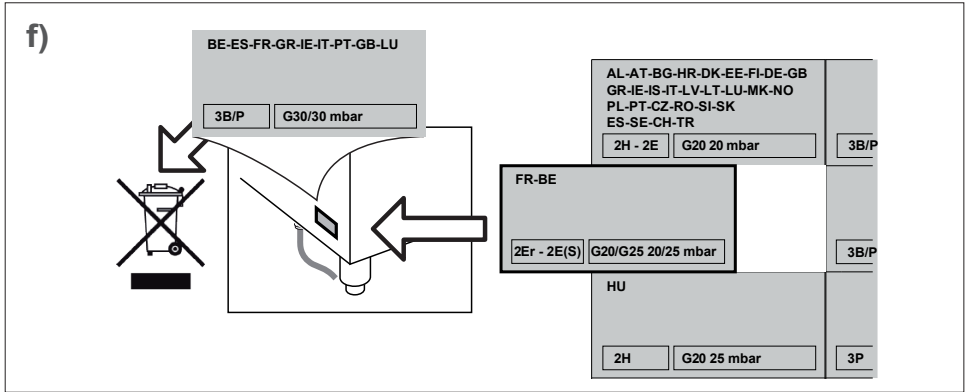 f)
BE-ES-FR-GR-IE-IT-PT-GB-LU
3B/P G30/30 mbar
AL-AT-BG-HR-DK-EE-FI-DE-GB
GR-IE-IS-IT-LV-LT-LU-MK-NO
PL-PT-CZ-RO-SI-SK
ES-SE-CH-TR
2H - 2E G20 20 mbar 3B/P
FR-BE
2Er - 2E(S) G20/G25 20/25 mbar 3B/P
HU
2H G20 25 mbar 3P